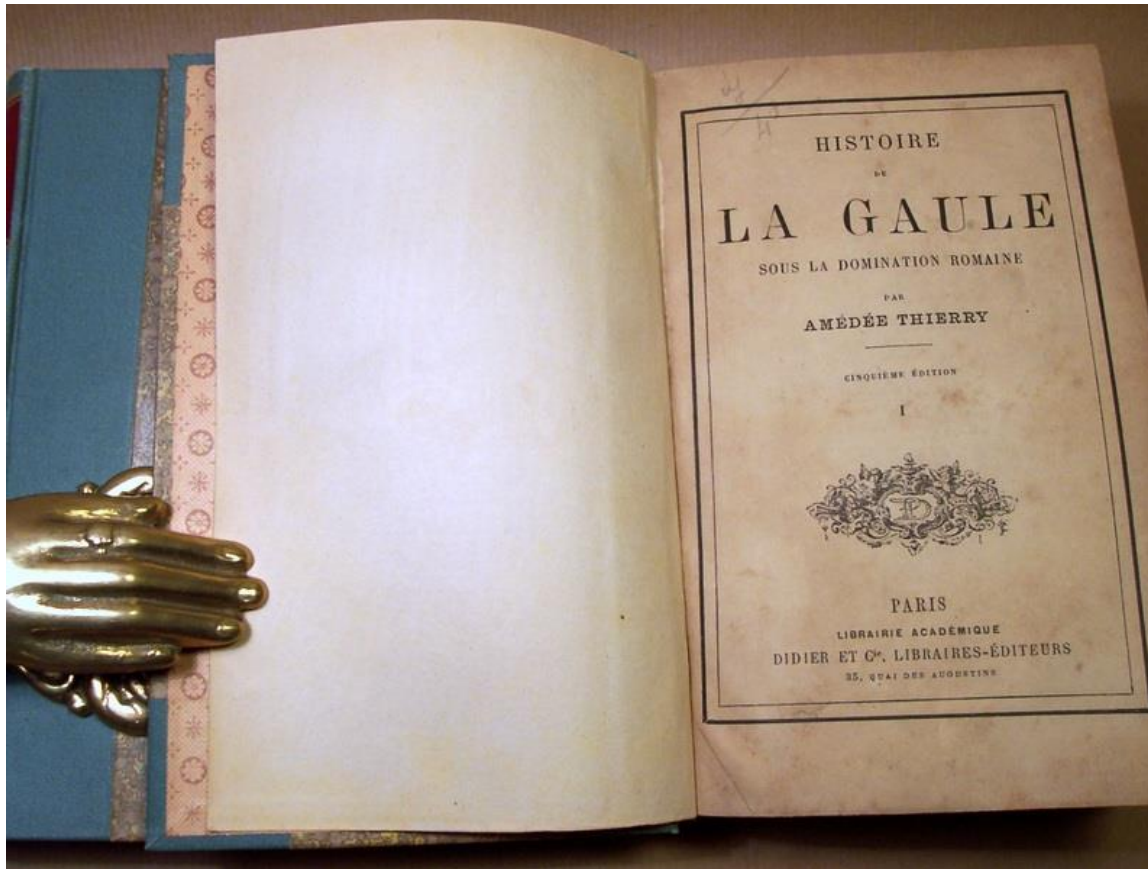 HISTOIRE
DE
LA GAULE
SOUS LA DOMINATION ROMAINE
PAR
AMÉDÉE THIERRY
CINQUIÈME ÉDITION
I
PARIS
LIBRAIRIE ACADÉMIQUE
DIDIER ET Cie, LIBRAIRES-ÉDITEURS
35, QUAI DES AUGUSTINS